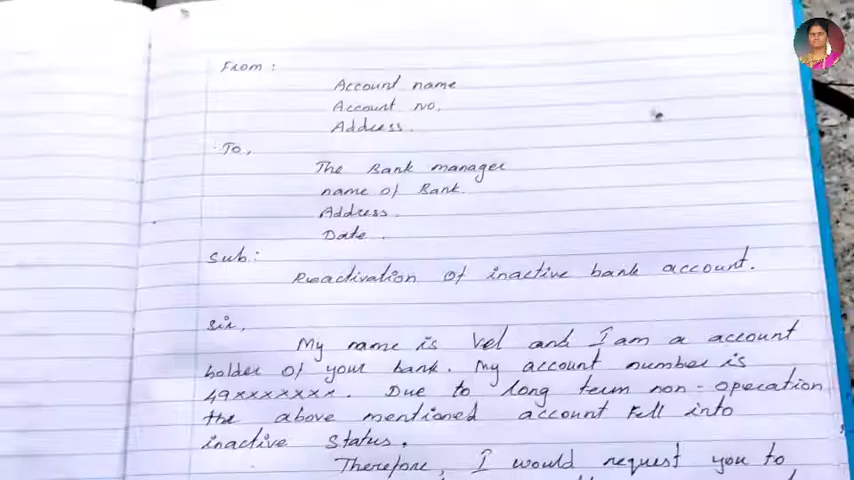 From :
Account name
Account no.
Address.
To,
The Bank manager
name of Bank.
Address.
Date.
Sub:
Reactivation of inactive bank account.
Sir,
My name is Vel and I am a account
holder of your bank. My account number is
49xxxxxxxx. Due to long term non-operation
the above mentioned account fell into
inactive Status.
Therefore, I would request you to